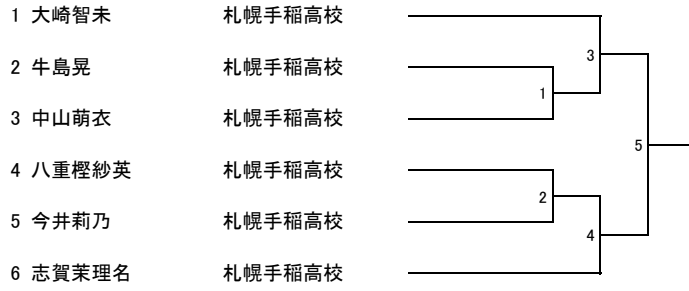 1 大崎智未 札幌手稲高校
3
2 牛島晃 札幌手稲高校
1
3 中山萌衣 札幌手稲高校
5
4 八重樫紗英 札幌手稲高校
2
5 今井莉乃 札幌手稲高校
4
6 志賀茉理名 札幌手稲高校